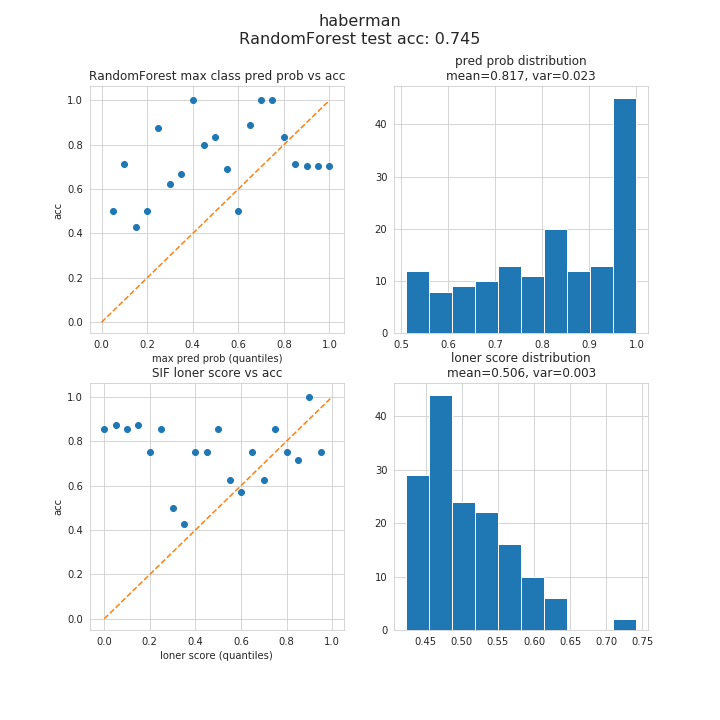 haberman
RandomForest test acc: 0.745
RandomForest max class pred prob vs acc
1.0
0.8
0.6
0.4
0.2
0.0
acc
0.0 0.2 0.4 0.6 0.8 1.0
max pred prob (quantiles)
pred prob distribution
mean=0.817, var=0.023
40
30
20
10
0
0.5 0.6 0.7 0.8 0.9 1.0
SIF loner score vs acc
1.0
0.8
0.6
0.4
0.2
0.0
acc
0.0 0.2 0.4 0.6 0.8 1.0
loner score (quantiles)
loner score distribution
mean=0.506, var=0.003
40
30
20
10
0
0.45 0.50 0.55 0.60 0.65 0.70 0.75